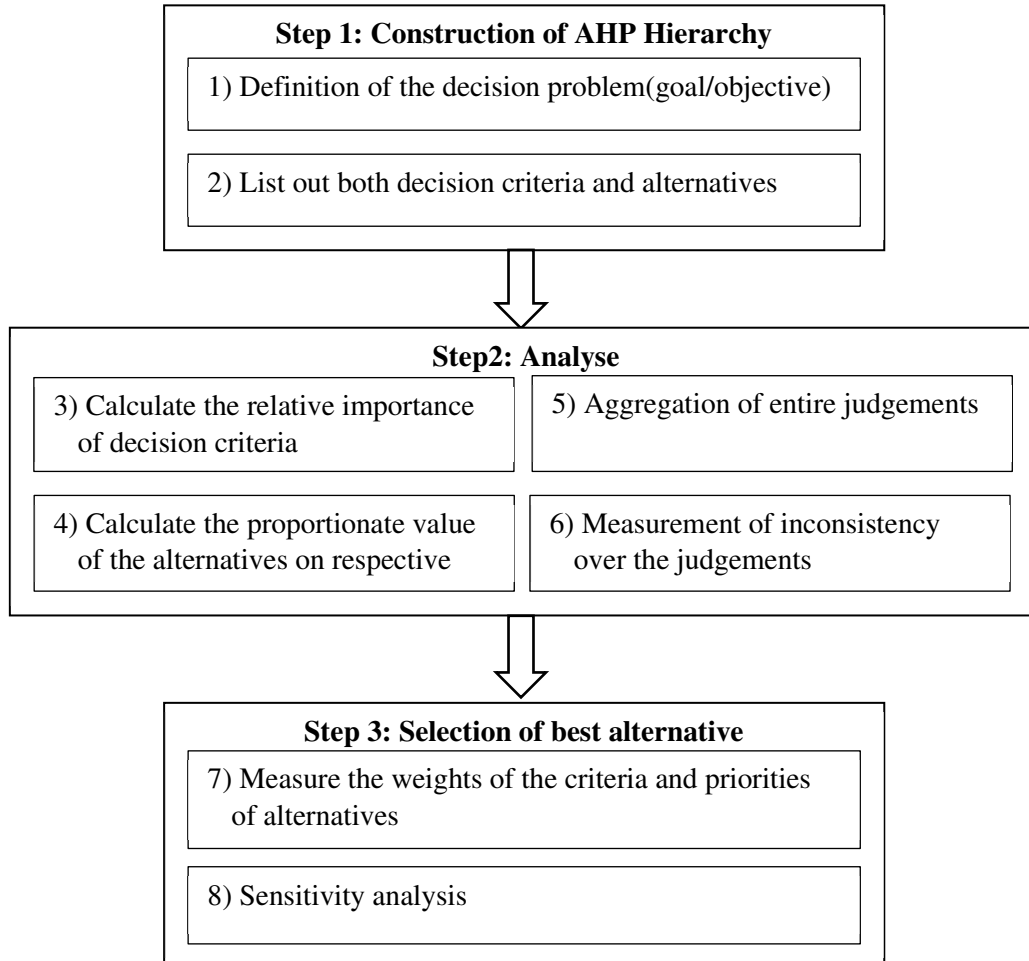 Step 1: Construction of AHP Hierarchy
1) Definition of the decision problem(goal/objective)
2) List out both decision criteria and alternatives
Step2: Analyse
3) Calculate the relative importance
of decision criteria
4) Calculate the proportionate value
of the alternatives on respective
5) Aggregation of entire judgements
6) Measurement of inconsistency
over the judgements
Step 3: Selection of best alternative
7) Measure the weights of the criteria and priorities
of alternatives
8) Sensitivity analysis